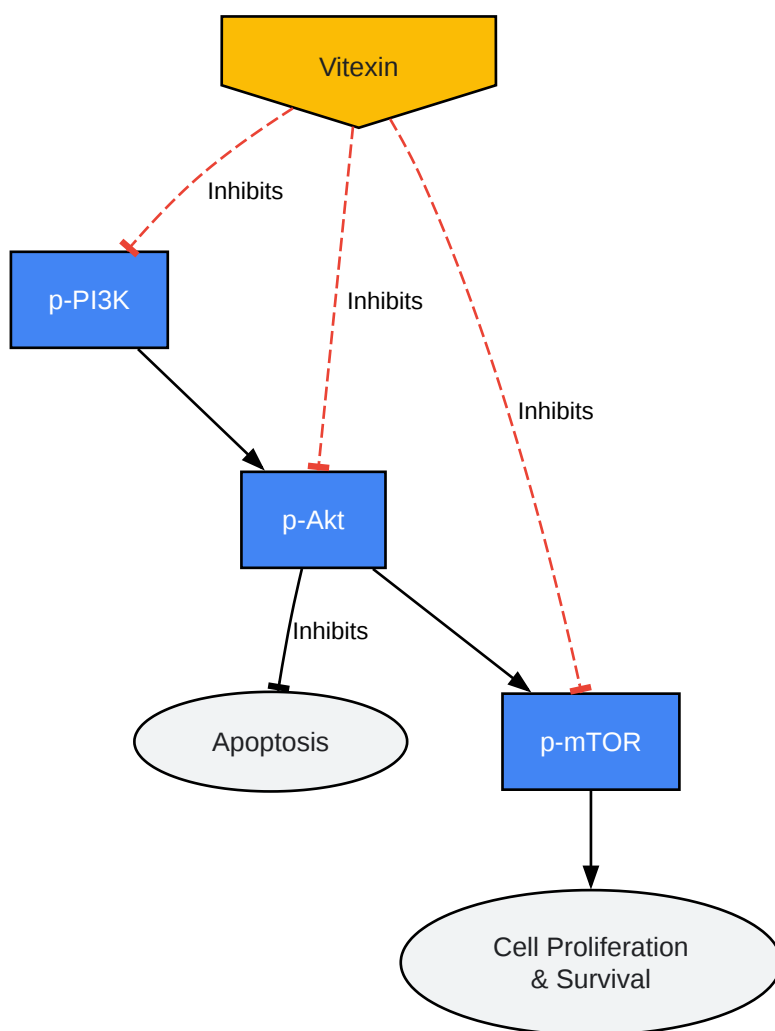 Vitexin
Inhibits
p-PI3K
Inhibits
Inhibits
p-Akt
Inhibits
Apoptosis
p-mTOR
Cell Proliferation
& Survival